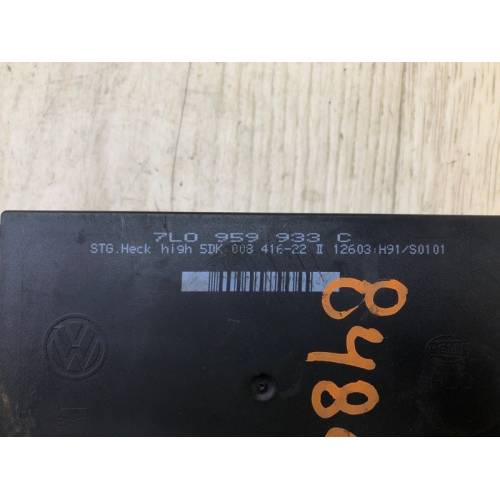 7L0 959 933 C
STG.Heck high 5DK 008 416-22 II 12603 H91/S0101
848